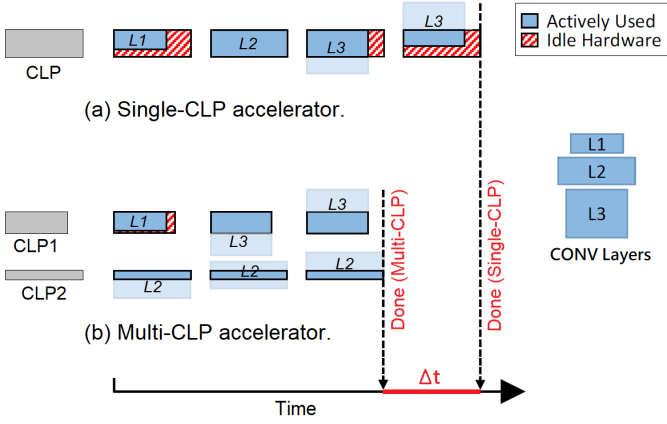 L1
L2
L3
L3
Actively Used
Idle Hardware
CLP
(a) Single-CLP accelerator.
L1
L2
L3
CONV Layers
L1
L3
L3
CLP1
L2
L2
L2
CLP2
(b) Multi-CLP accelerator.
Done (Multi-CLP)
Done (Single-CLP)
Δt
Time